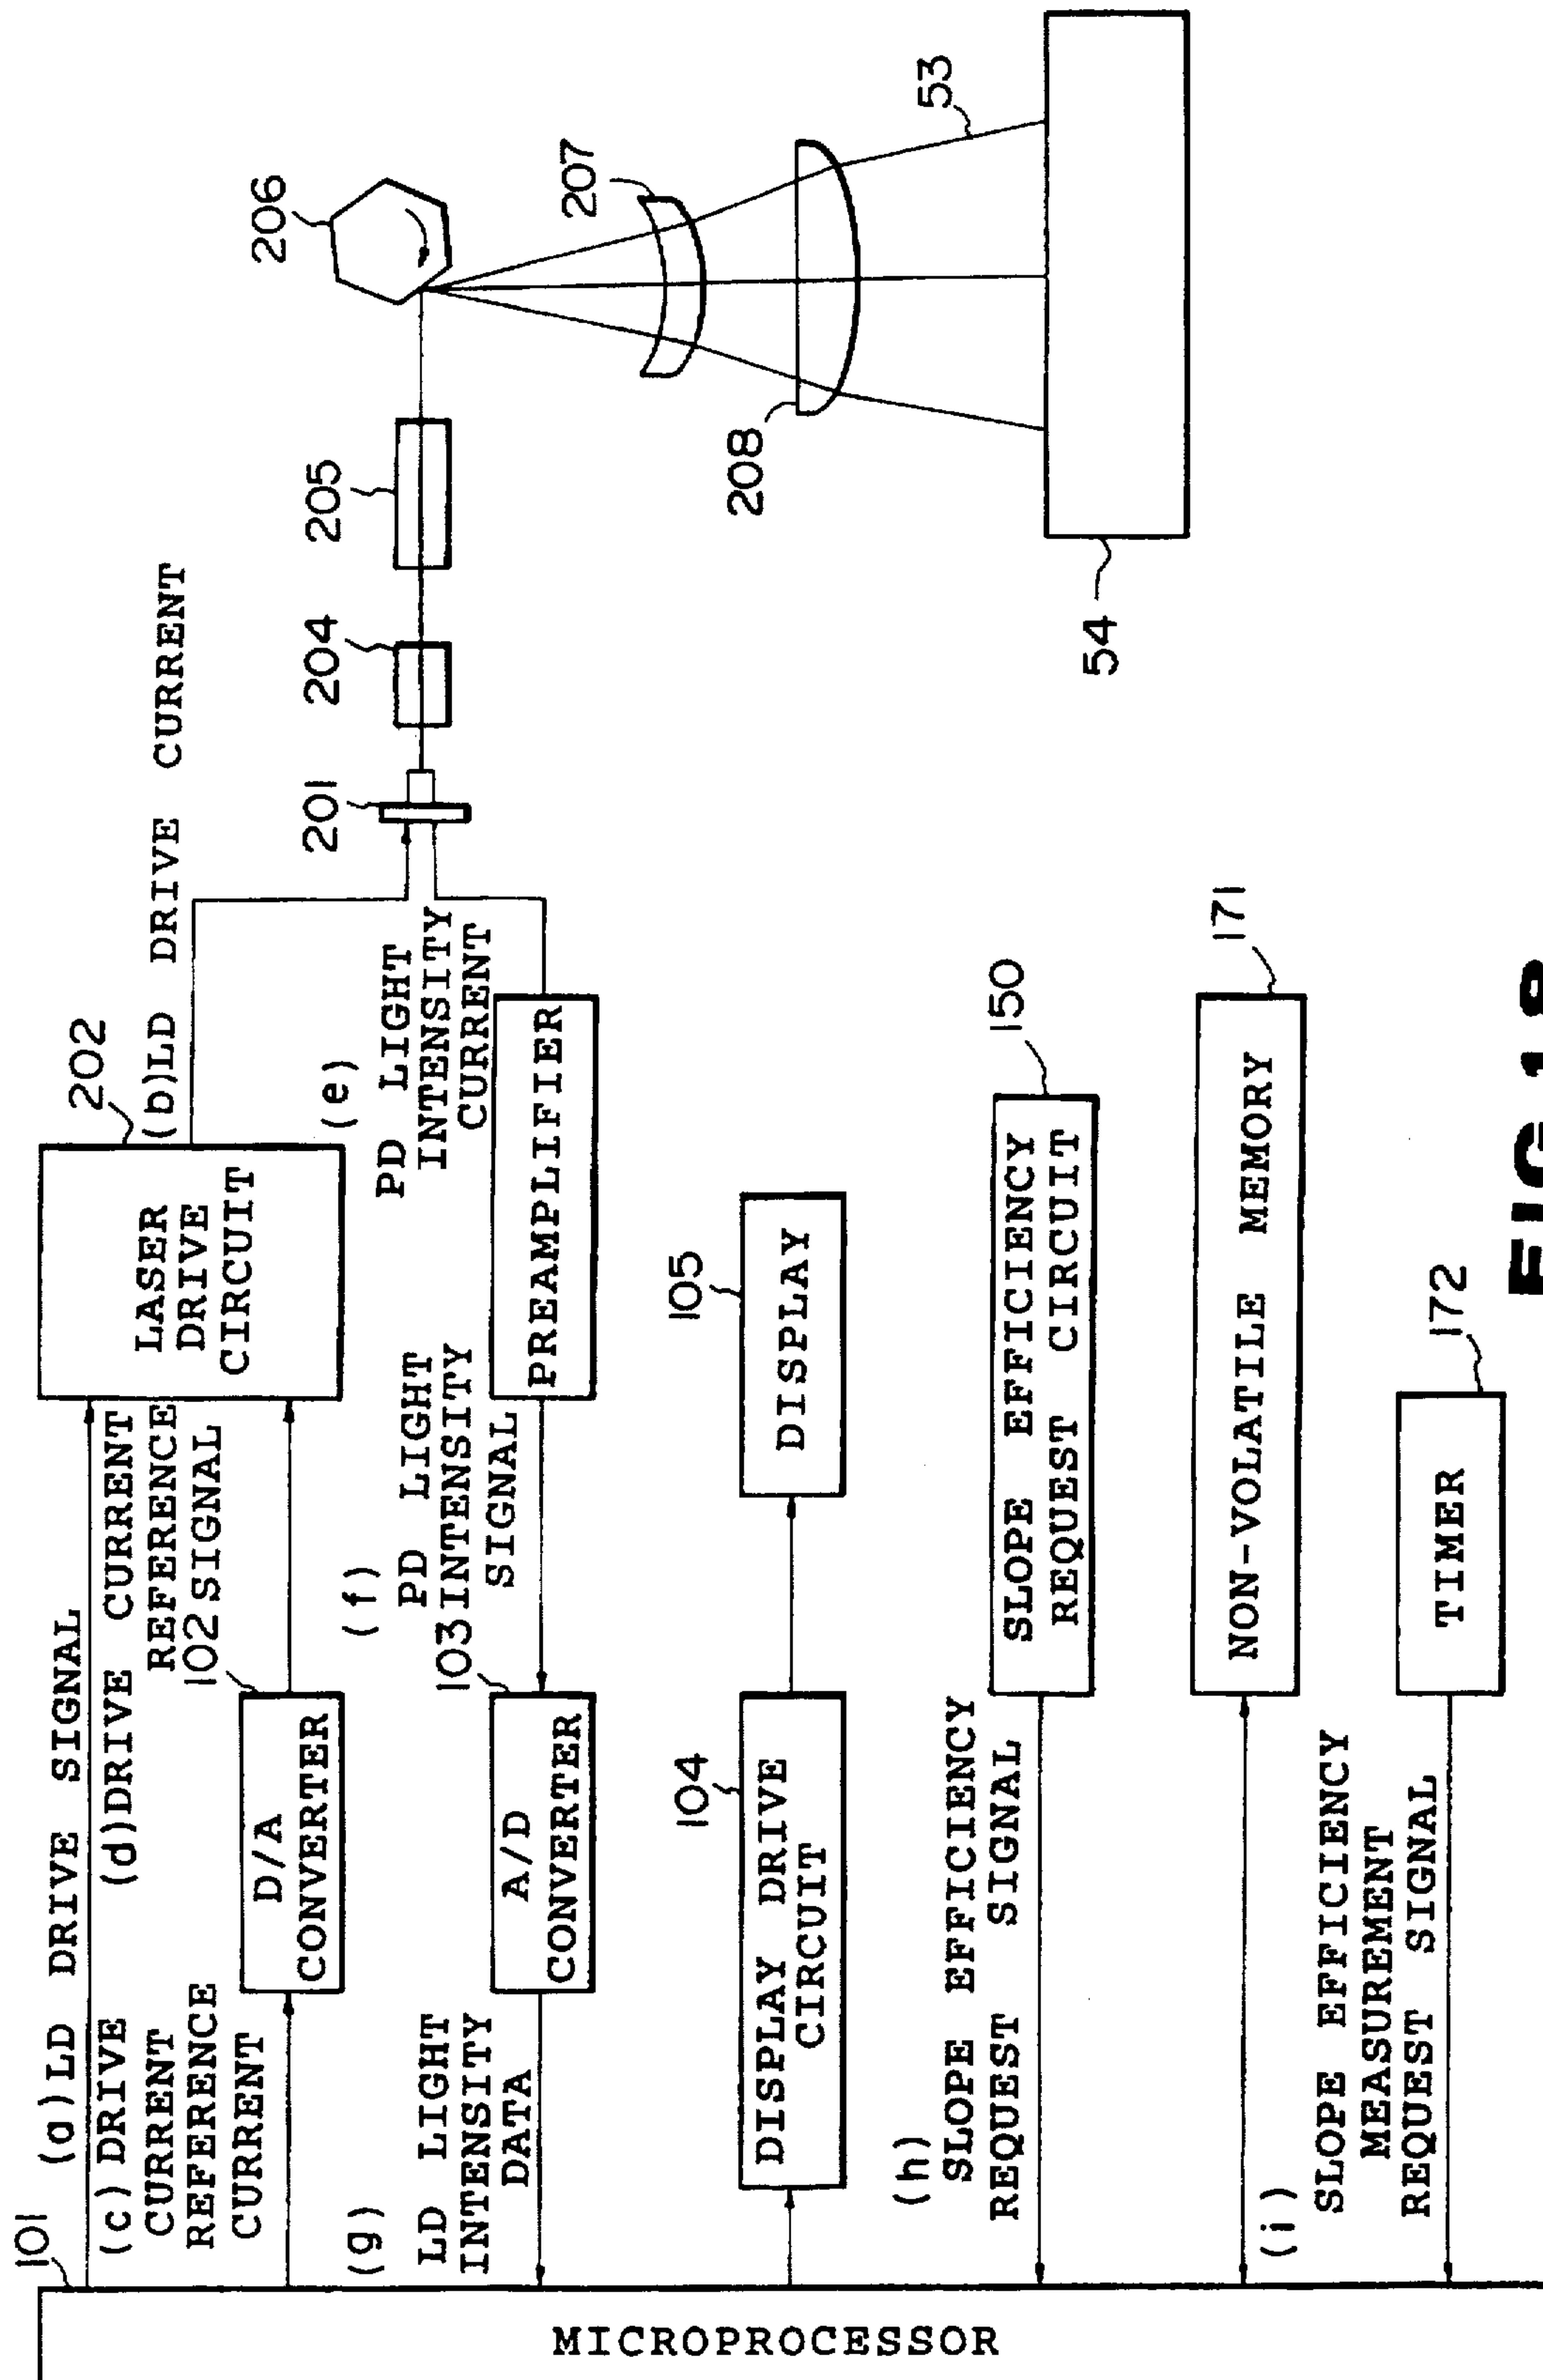 101
MICROPROCESSOR
(a)LD DRIVE SIGNAL
(c)DRIVE
CURRENT
REFERENCE
CURRENT
(d)DRIVE CURRENT
REFERENCE
102 SIGNAL
D/A
CONVERTER
LASER
DRIVE
CIRCUIT
202
(b)LD DRIVE CURRENT
(e)
PD LIGHT
INTENSITY
CURRENT
PREAMPLIFIER
(f)
PD LIGHT
103 INTENSITY
SIGNAL
A/D
CONVERTER
(g)
LD LIGHT
INTENSITY
DATA
104
DISPLAY DRIVE
CIRCUIT
105
DISPLAY
(h)
SLOPE EFFICIENCY
REQUEST SIGNAL
150
SLOPE EFFICIENCY
REQUEST CIRCUIT
171
NON-VOLATILE MEMORY
(i)
SLOPE EFFICIENCY
MEASUREMENT
REQUEST SIGNAL
172
TIMER
201
204
205
206
207
208
53
54